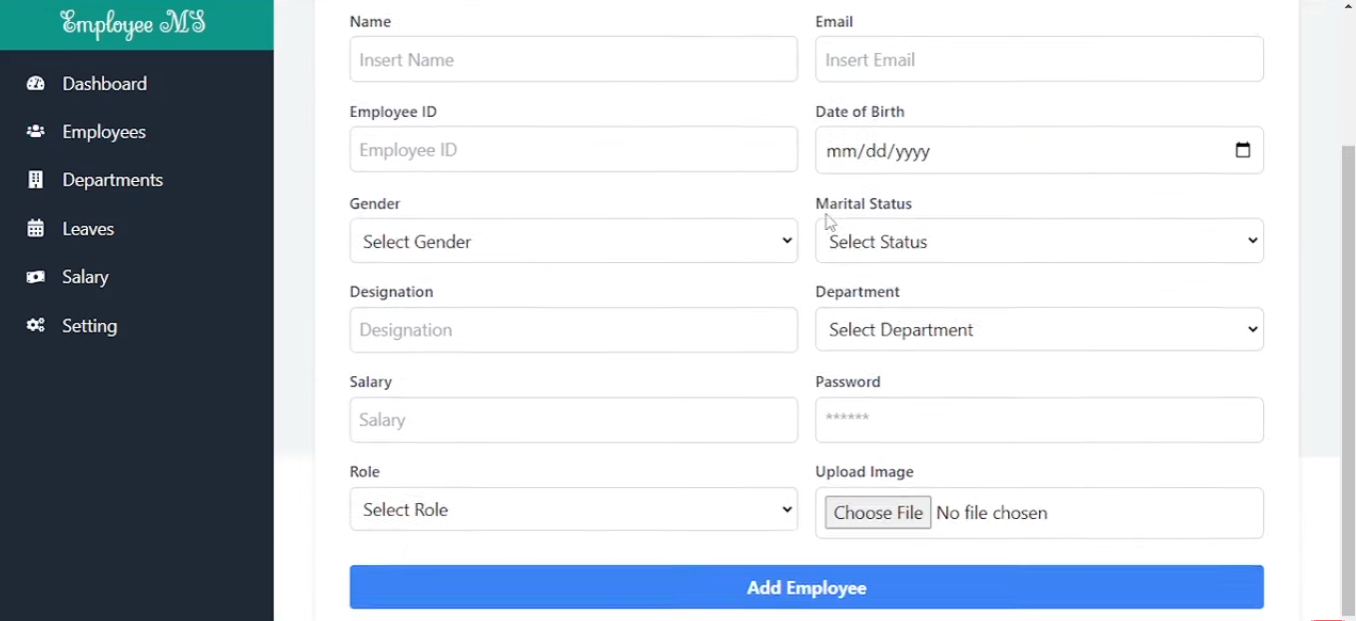 Employee MS
Dashboard
Employees
Departments
Leaves
Salary
Setting
Name
Email
Insert Name
Insert Email
Employee ID
Date of Birth
Employee ID
mm/dd/yyyy
Gender
Marital Status
Select Gender
Select Status
Designation
Department
Designation
Select Department
Salary
Password
Salary
******
Role
Upload Image
Select Role
Choose File No file chosen
Add Employee